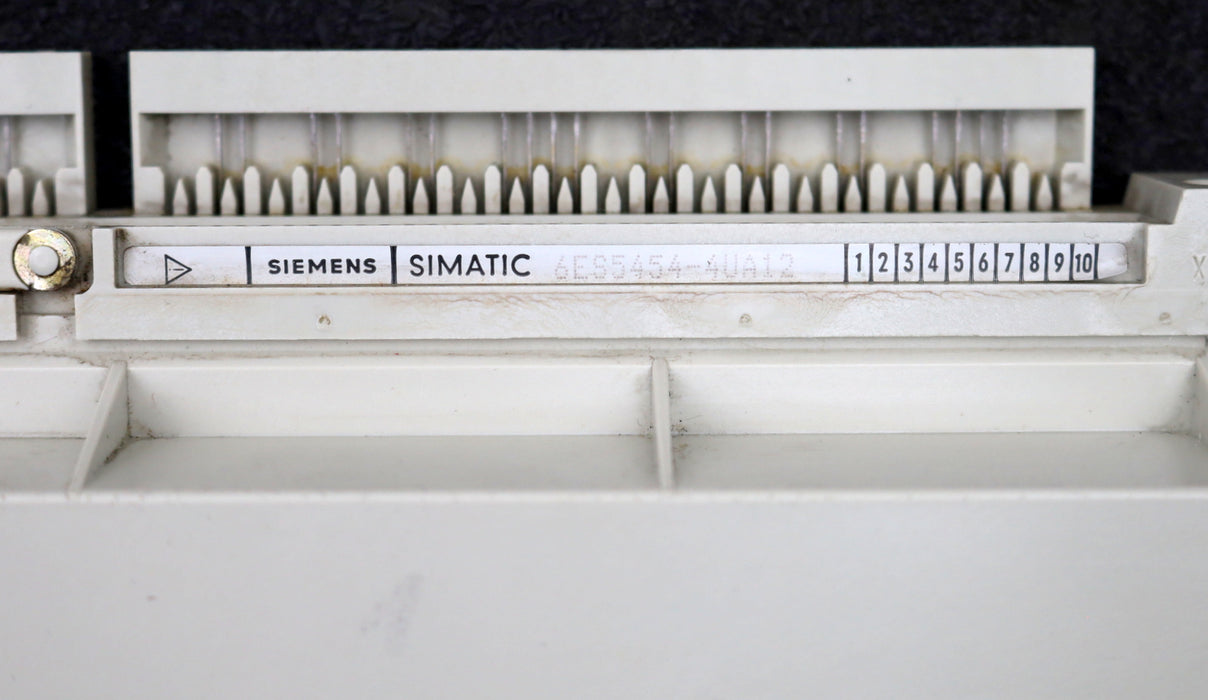 SIEMENS SIMATIC 6ES5454-4UA12 1 2 3 4 5 6 7 8 9 10
X